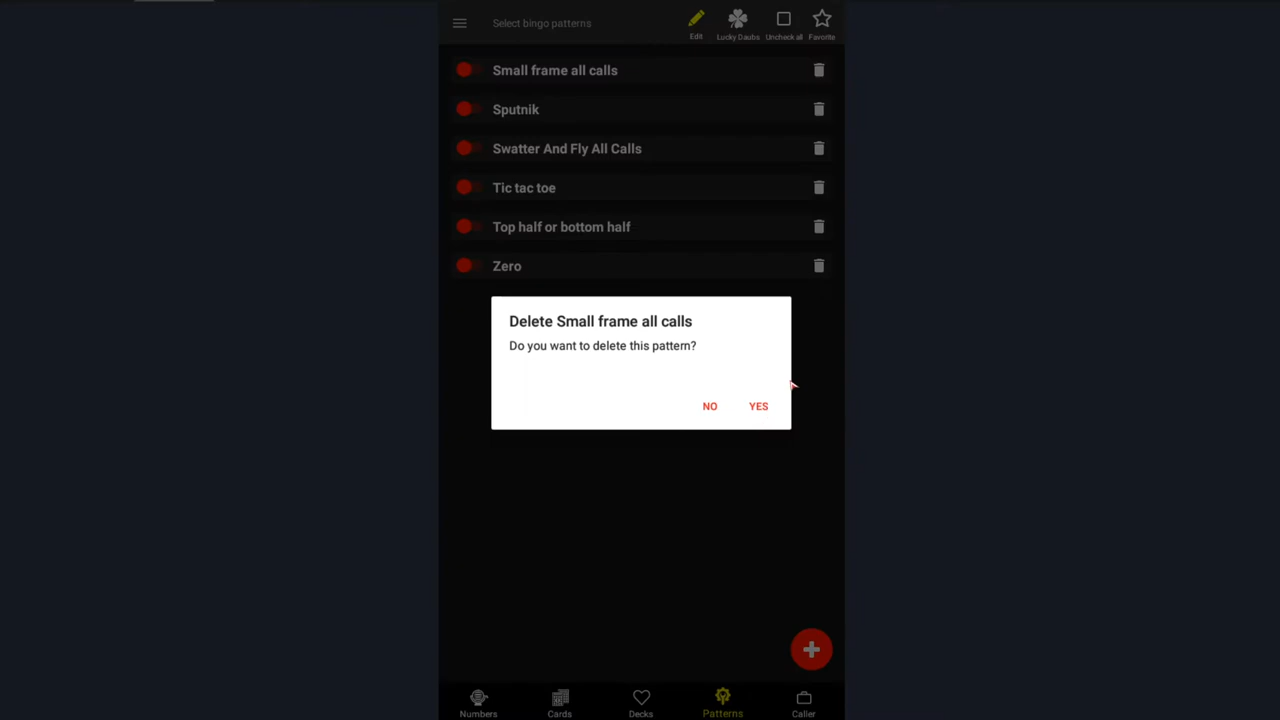 Select bingo patterns
Edit
Lucky Daubs
Uncheck all
Favorite
Small frame all calls
Sputnik
Swatter And Fly All Calls
Tic tac toe
Top half or bottom half
Zero
Delete Small frame all calls
Do you want to delete this pattern?
NO YES
Numbers
Cards
Decks
Patterns
Caller